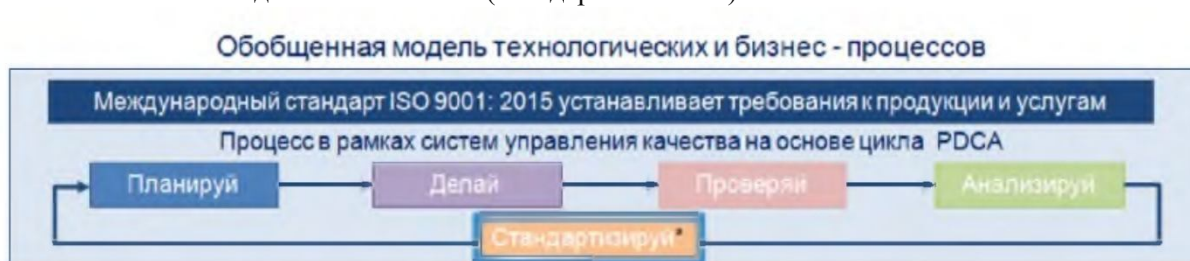 Обобщенная модель технологических и бизнес - процессов
Международный стандарт ISO 9001: 2015 устанавливает требования к продукции и услугам
Процесс в рамках систем управления качества на основе цикла PDCA
Планируй Делай Проверяй Анализируй
Стандартизируй*